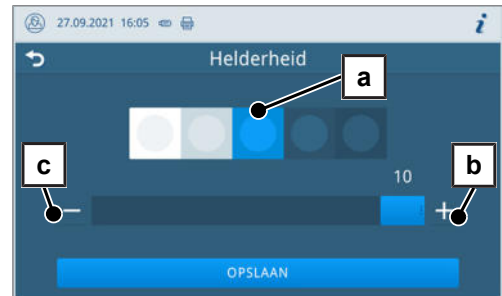 27.09.2021 16:05 i
Helderheid
a
c
10
b
− +
OPSLAAN